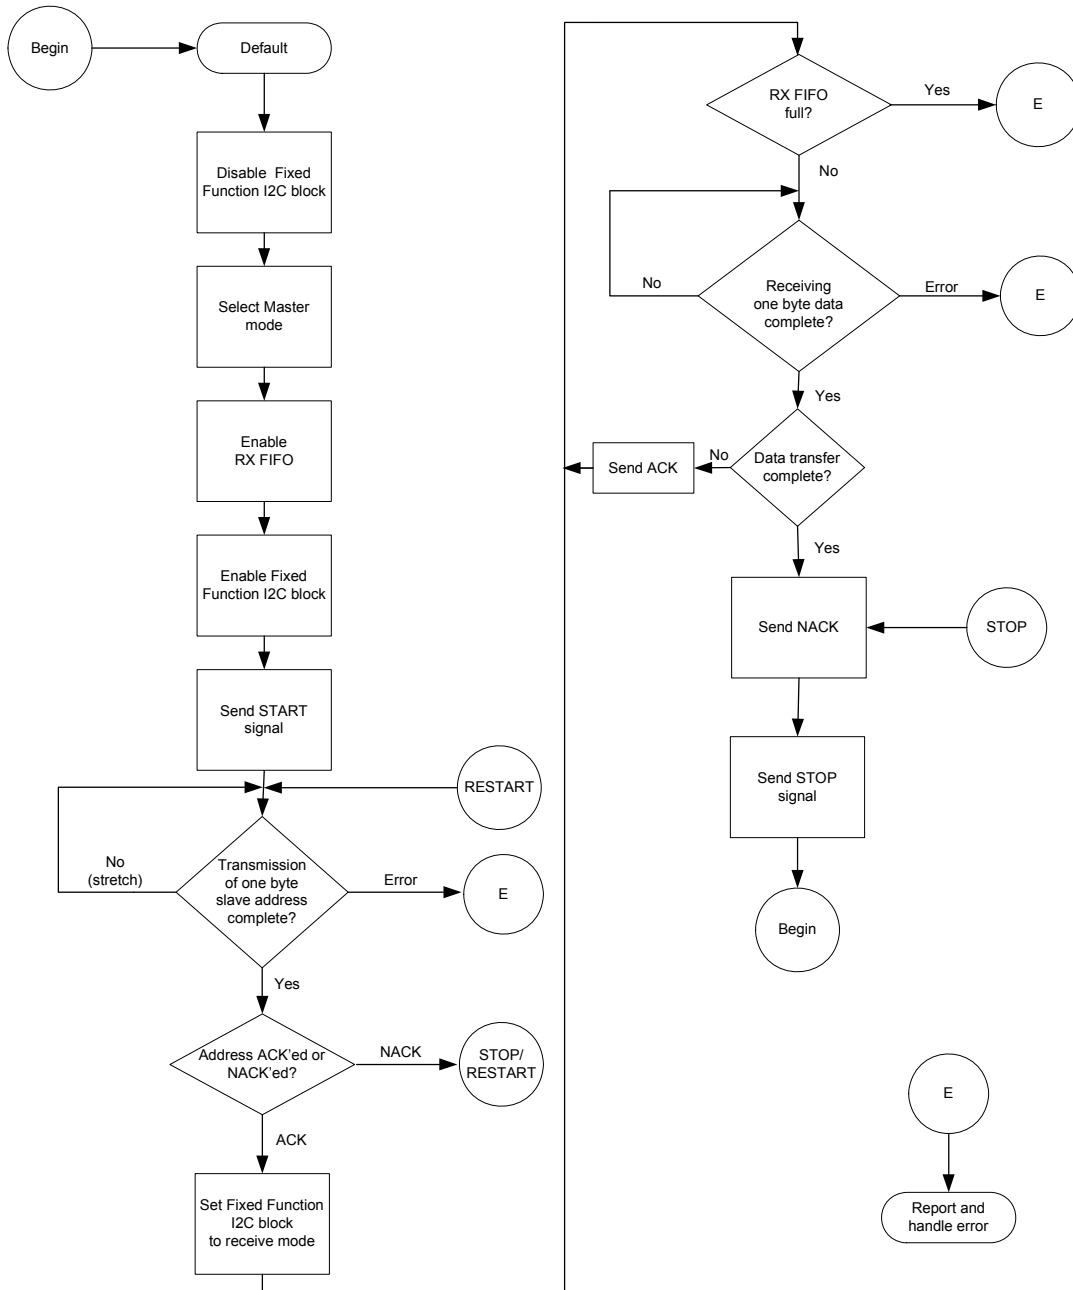 Begin
Default
Disable Fixed
Function I2C block
Select Master
mode
Enable
RX FIFO
Enable Fixed
Function I2C block
Send START
signal
RESTART
No
(stretch)
Transmission
of one byte
slave address
complete?
Error
E
Yes
Address ACK'ed or
NACK'ed?
NACK
STOP/
RESTART
ACK
Set Fixed Function
I2C block
to receive mode
RX FIFO
full?
Yes
E
No
No
Receiving
one byte data
complete?
Error
E
Yes
Send ACK
No
Data transfer
complete?
Yes
Send NACK
STOP
Send STOP
signal
Begin
E
Report and
handle error